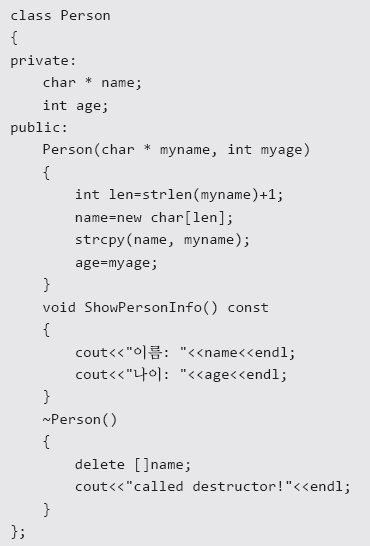 class Person
{
private:
    char * name;
    int age;
public:
    Person(char * myname, int myage)
    {
        int len=strlen(myname)+1;
        name=new char[len];
        strcpy(name, myname);
        age=myage;
    }
    void ShowPersonInfo() const
    {
        cout<<"이름: "<<name<<endl;
        cout<<"나이: "<<age<<endl;
    }
    ~Person()
    {
        delete []name;
        cout<<"called destructor!"<<endl;
    }
};